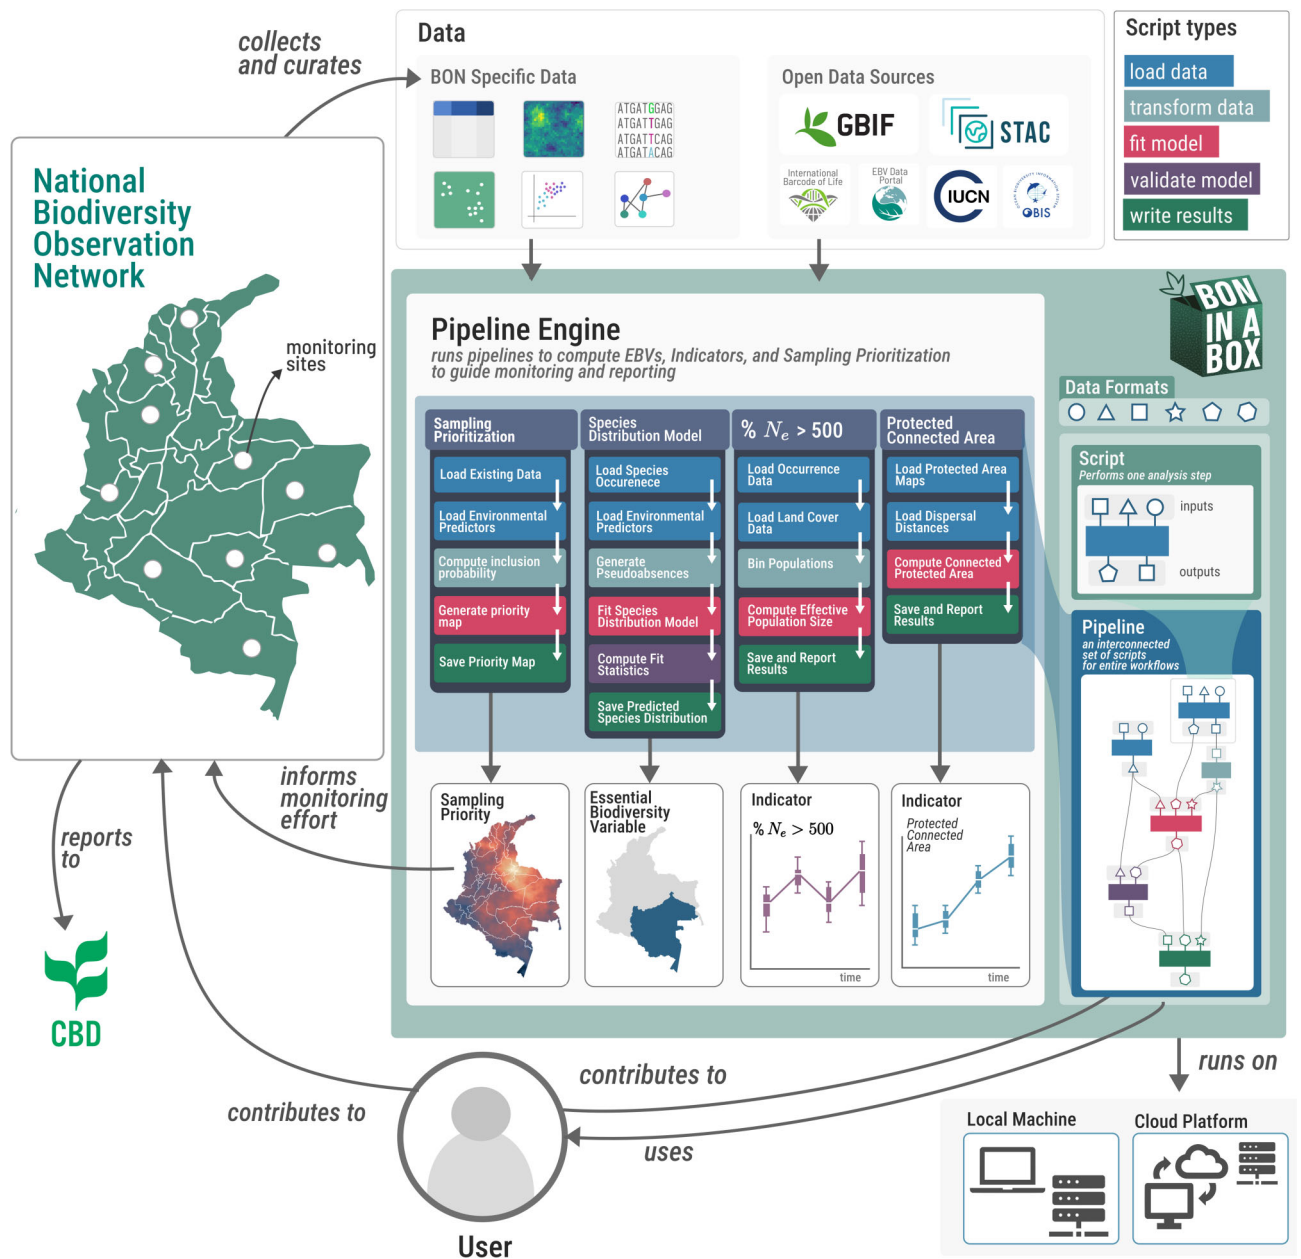 collects
and curates
Data
BON Specific Data
ATGATGGAG
ATGATTGAG
ATGATTCAG
ATGATACAG
Open Data Sources
GBIF
STAC
International
Barcode of Life
EBV Data
Portal
IUCN
OCEAN BIODIVERSITY INFORMATION SYSTEM
OBIS
Script types
load data
transform data
fit model
validate model
write results
National
Biodiversity
Observation
Network
monitoring
sites
BON
IN A
BOX
Pipeline Engine
runs pipelines to compute EBVs, Indicators, and Sampling Prioritization
to guide monitoring and reporting
Sampling
Prioritization
Load Existing Data
Load Environmental
Predictors
Compute inclusion
probability
Generate priority
map
Save Priority Map
Species
Distribution Model
Load Species
Occurenece
Load Environmental
Predictors
Generate
Pseudoabsences
Fit Species
Distribution Model
Compute Fit
Statistics
Save Predicted
Species Distribution
% Nₑ > 500
Load Occurrence
Data
Load Land Cover
Data
Bin Populations
Compute Effective
Population Size
Save and Report
Results
Protected
Connected Area
Load Protected Area
Maps
Load Dispersal
Distances
Compute Connected
Protected Area
Save and Report
Results
Data Formats
Script
Performs one analysis step
inputs
outputs
Pipeline
an interconnected
set of scripts
for entire workflows
Sampling
Priority
Essential
Biodiversity
Variable
Indicator
% Nₑ > 500
time
Indicator
Protected
Connected
Area
time
informs
monitoring
effort
reports
to
CBD
contributes to
contributes to
uses
User
runs on
Local Machine
Cloud Platform